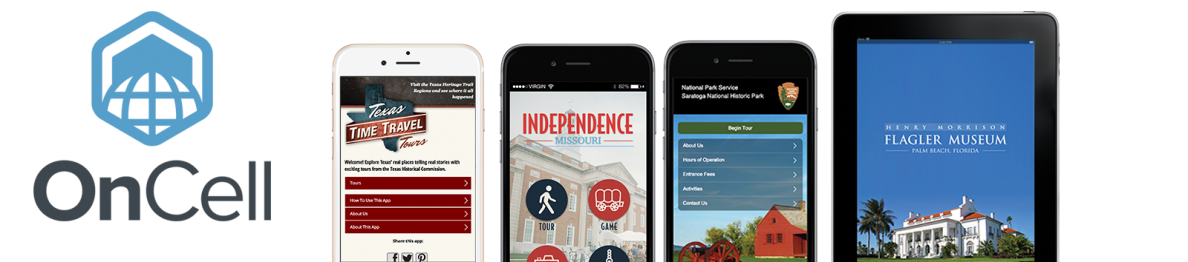 OnCell
Visit the Texas Heritage Trail
Regions and see where it all
happened
Texas
TIME TRAVEL
Tours
Welcome! Explore Texas' real places telling real stories with
exciting tours from the Texas Historical Commission.
Tours
How To Use This App
About Us
About This App
Share this app:
VIRGIN
82%
INDEPENDENCE
MISSOURI
TOUR
GAME
National Park Service
Saratoga National Historic Park
Begin Tour
About Us
Hours of Operation
Entrance Fees
Activities
Contact Us
HENRY MORRISON
FLAGLER MUSEUM
PALM BEACH, FLORIDA